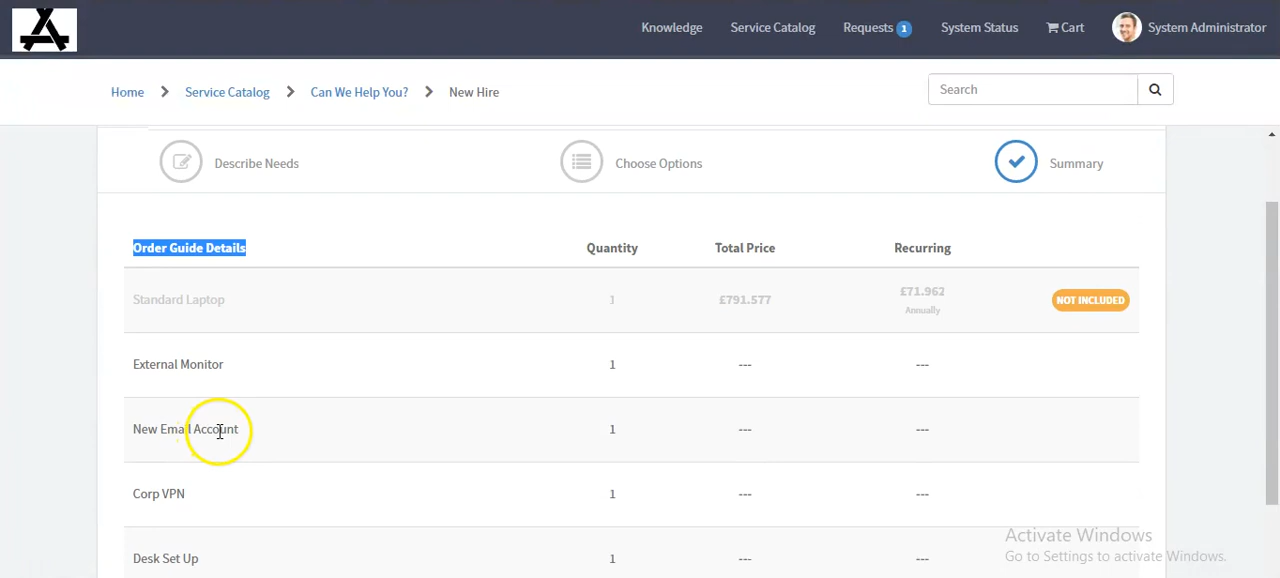 Knowledge Service Catalog Requests 1 System Status Cart System Administrator
Home > Service Catalog > Can We Help You? > New Hire
Search
Describe Needs Choose Options Summary
Order Guide Details Quantity Total Price Recurring
Standard Laptop 1 £791.577 £71.962 NOT INCLUDED
Annually
External Monitor 1 --- ---
New Email Account 1 --- ---
Corp VPN 1 --- ---
Desk Set Up 1 --- ---
Activate Windows
Go to Settings to activate Windows.